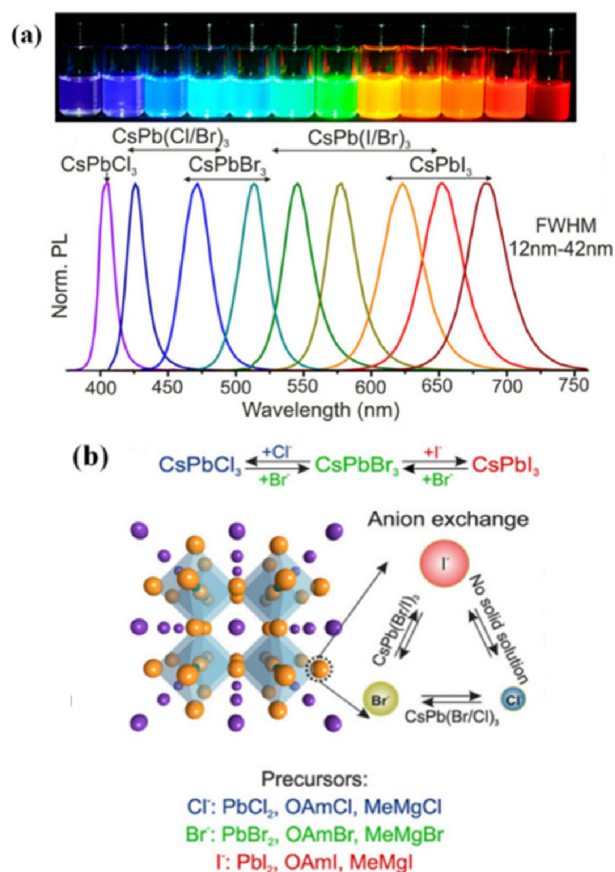 (a)
CsPb(Cl/Br)₃ CsPb(I/Br)₃
CsPbCl₃ CsPbBr₃ CsPbI₃
FWHM
12nm-42nm
Norm. PL
400 450 500 550 600 650 700 750
Wavelength (nm)
(b)
+Cl⁻ +I⁻
CsPbCl₃ CsPbBr₃ CsPbI₃
+Br⁻ +Br⁻
Anion exchange
I⁻
CsPb(Br/I)₃
No solid solution
Br⁻ Cl
CsPb(Br/Cl)₃
Precursors:
Cl⁻: PbCl₂, OAmCl, MeMgCl
Br⁻: PbBr₂, OAmBr, MeMgBr
I⁻: PbI₂, OAmI, MeMgI